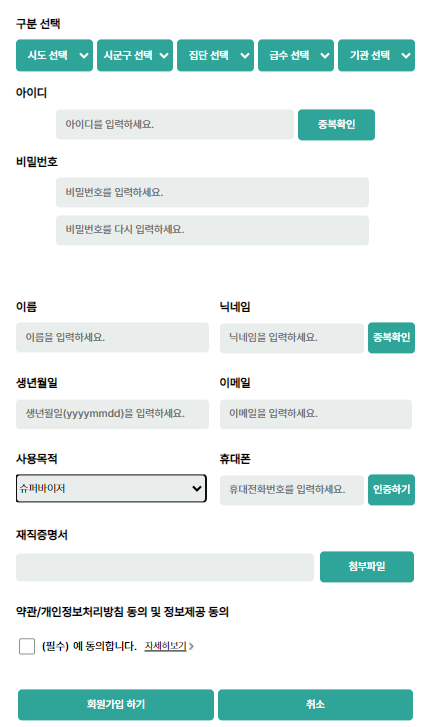 구분 선택
시도 선택 시군구 선택 집단 선택 급수 선택 기관 선택
아이디
아이디를 입력하세요. 중복확인
비밀번호
비밀번호를 입력하세요.
비밀번호를 다시 입력하세요.
이름 닉네임
이름을 입력하세요. 닉네임을 입력하세요. 중복확인
생년월일 이메일
생년월일(yyyymmdd)을 입력하세요. 이메일을 입력하세요.
사용목적 휴대폰
슈퍼바이저 휴대전화번호를 입력하세요. 인증하기
재직증명서
첨부파일
약관/개인정보처리방침 동의 및 정보제공 동의
(필수) 에 동의합니다. 자세히보기 >
회원가입 하기 취소